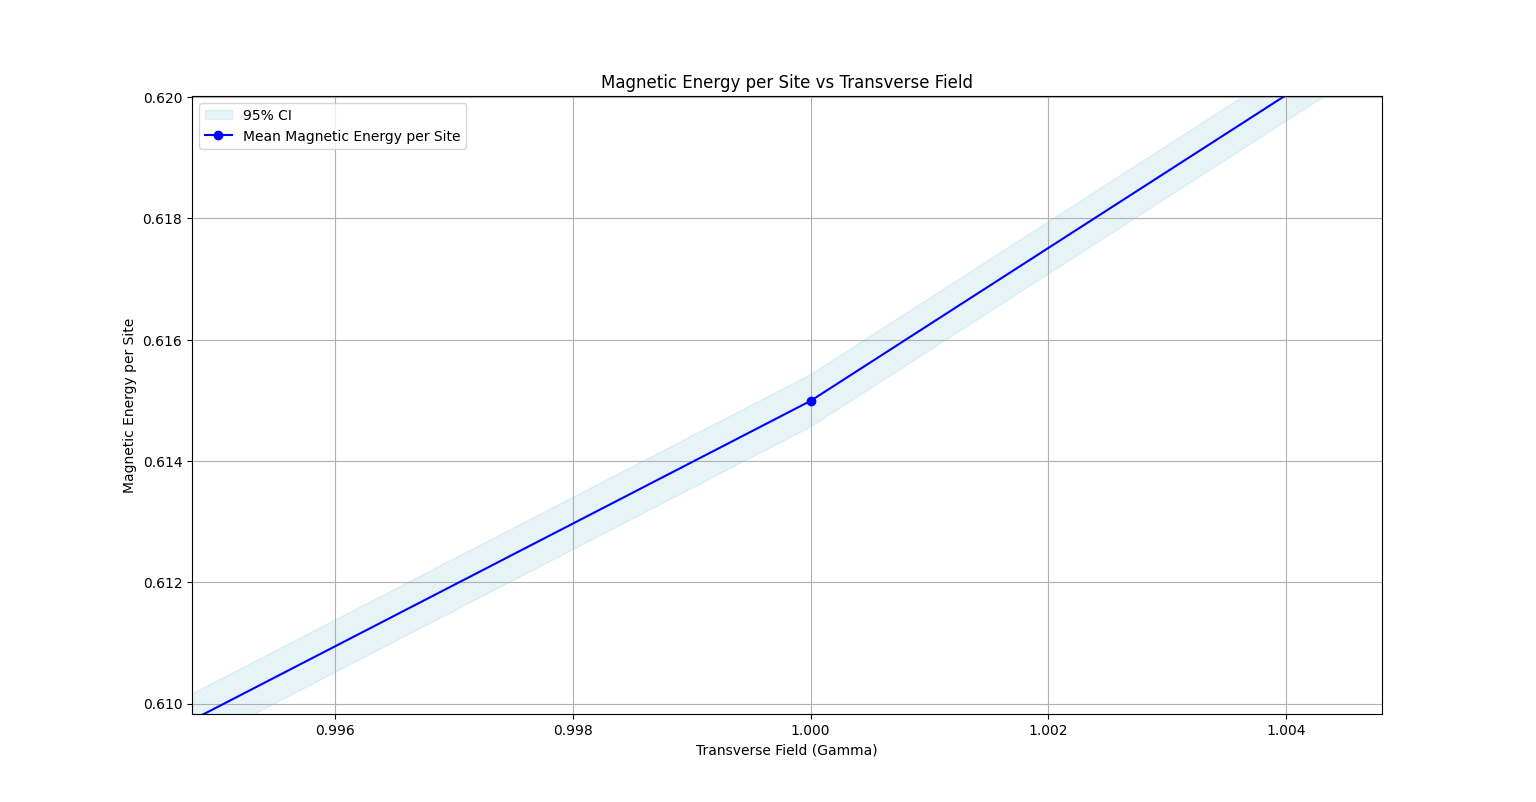 Magnetic Energy per Site vs Transverse Field
95% CI
Mean Magnetic Energy per Site
Magnetic Energy per Site
0.620
0.618
0.616
0.614
0.612
0.610
0.996
0.998
1.000
1.002
1.004
Transverse Field (Gamma)